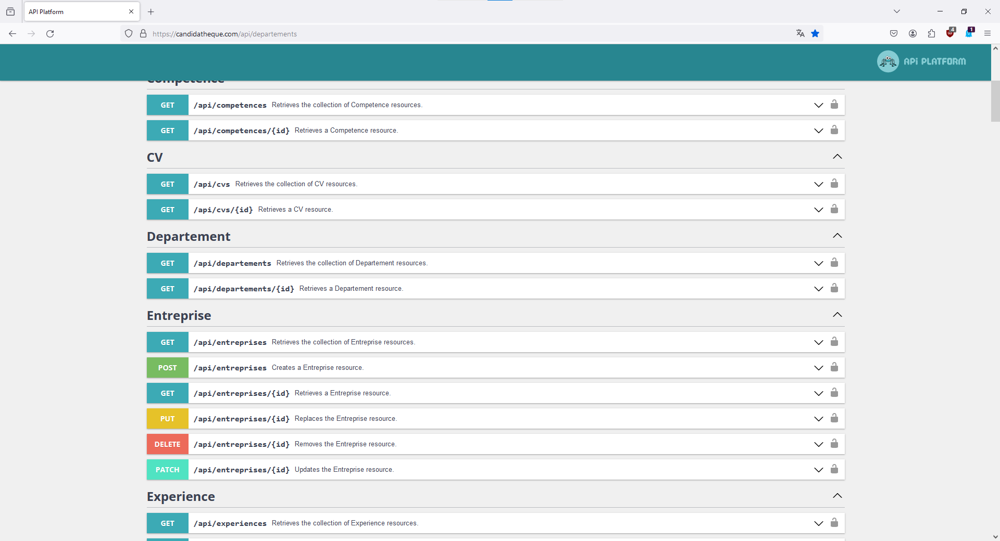 API Platform
https://candidatheque.com/api/departements
4
1
API PLATFORM
Competence
GET /api/competences Retrieves the collection of Competence resources.
GET /api/competences/{id} Retrieves a Competence resource.
CV
GET /api/cvs Retrieves the collection of CV resources.
GET /api/cvs/{id} Retrieves a CV resource.
Departement
GET /api/departements Retrieves the collection of Departement resources.
GET /api/departements/{id} Retrieves a Departement resource.
Entreprise
GET /api/entreprises Retrieves the collection of Entreprise resources.
POST /api/entreprises Creates a Entreprise resource.
GET /api/entreprises/{id} Retrieves a Entreprise resource.
PUT /api/entreprises/{id} Replaces the Entreprise resource.
DELETE /api/entreprises/{id} Removes the Entreprise resource.
PATCH /api/entreprises/{id} Updates the Entreprise resource.
Experience
GET /api/experiences Retrieves the collection of Experience resources.